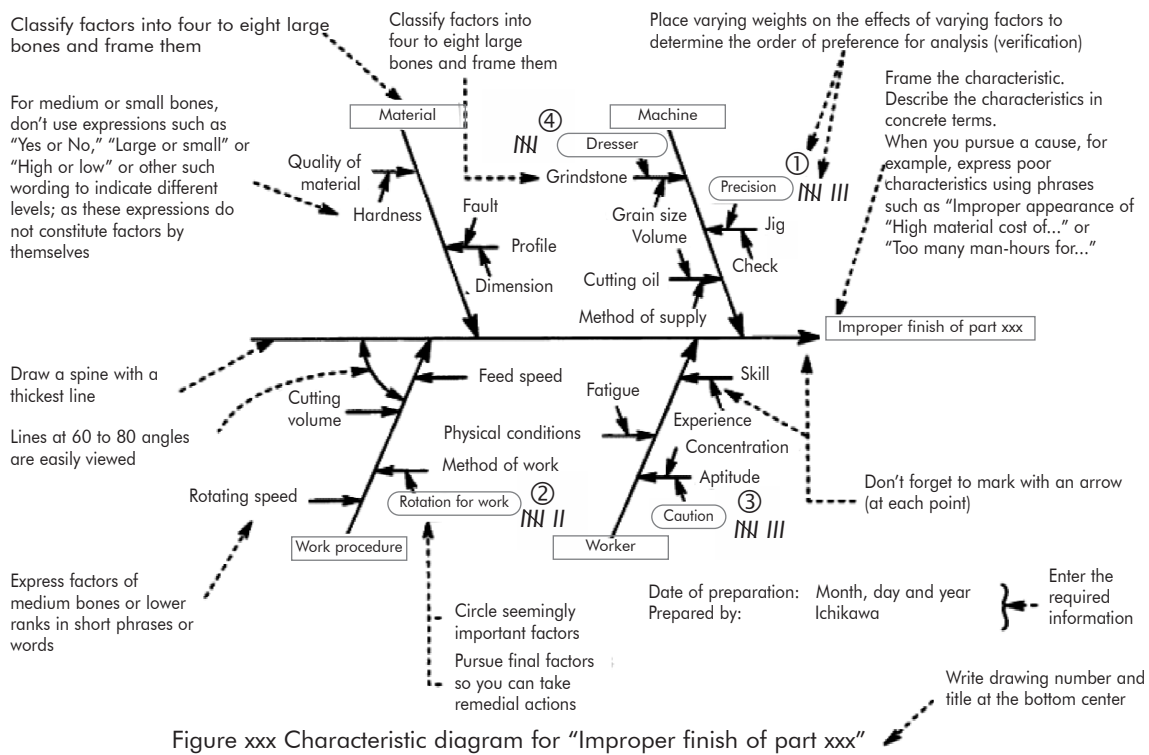 Classify factors into four to eight large
bones and frame them
Classify factors into
four to eight large
bones and frame them
Place varying weights on the effects of varying factors to
determine the order of preference for analysis (verification)
Frame the characteristic.
Describe the characteristics in
concrete terms.
When you pursue a cause, for
example, express poor
characteristics using phrases
such as “Improper appearance of
“High material cost of...” or
“Too many man-hours for...”
For medium or small bones,
don’t use expressions such as
“Yes or No,” “Large or small” or
“High or low” or other such
wording to indicate different
levels; as these expressions do
not constitute factors by
themselves
Material
Quality of
material
Hardness
Fault
Profile
Dimension
Machine
④
Dresser
Grindstone
Grain size
Volume
Cutting oil
Method of supply
①
Precision
Jig
Check
Improper finish of part xxx
Draw a spine with a
thickest line
Lines at 60 to 80 angles
are easily viewed
Feed speed
Cutting
volume
Method of work
Rotating speed
Rotation for work
②
Work procedure
Skill
Fatigue
Experience
Physical conditions
Concentration
Aptitude
③
Caution
Worker
Don’t forget to mark with an arrow
(at each point)
Express factors of
medium bones or lower
ranks in short phrases or
words
Circle seemingly
important factors
Pursue final factors
so you can take
remedial actions
Date of preparation: Month, day and year
Prepared by: Ichikawa
Enter the
required
information
Write drawing number and
title at the bottom center
Figure xxx Characteristic diagram for “Improper finish of part xxx”